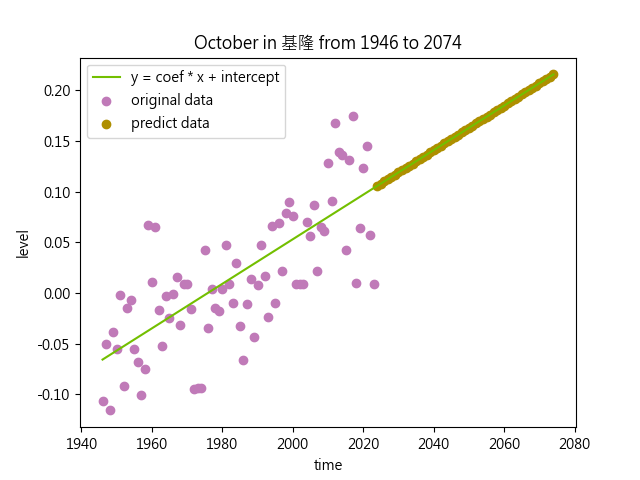 October in 基隆 from 1946 to 2074
y = coef * x + intercept
original data
predict data
level
0.20
0.15
0.10
0.05
0.00
-0.05
-0.10
1940 1960 1980 2000 2020 2040 2060 2080
time